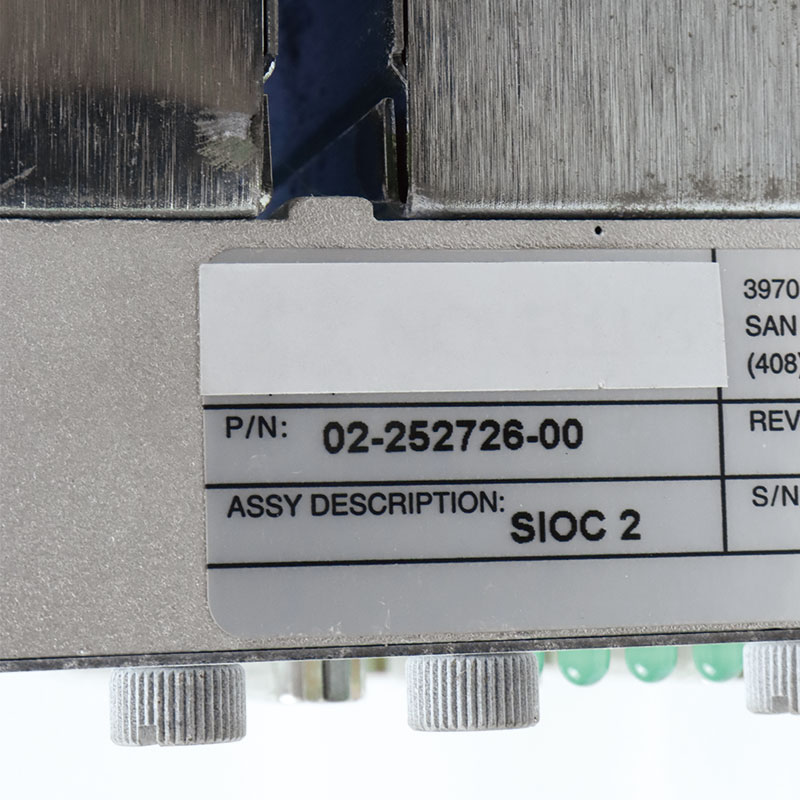 3970
SAN
(408)
P/N: 02-252726-00
REV
ASSY DESCRIPTION: SIOC 2
S/N